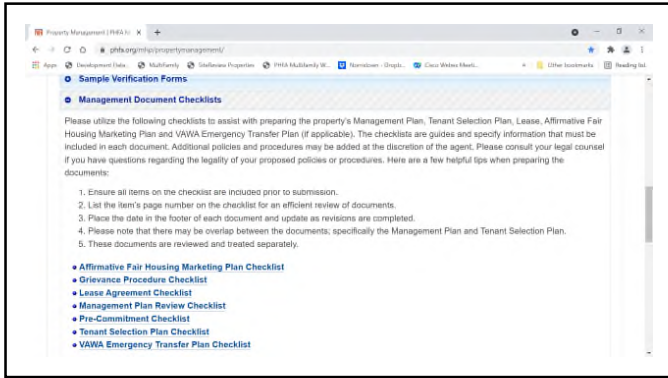 Property Management | PHFA for
phfa.org/mhp/propertymanagement/
Apps Development Data... Multifamily SiteReview Properties PHFA Multifamily W... Norristown - Dropb... Cisco Webex Meeti... Other bookmarks Reading list
Sample Verification Forms
Management Document Checklists
Please utilize the following checklists to assist with preparing the property's Management Plan, Tenant Selection Plan, Lease, Affirmative Fair
Housing Marketing Plan and VAWA Emergency Transfer Plan (if applicable). The checklists are guides and specify information that must be
included in each document. Additional policies and procedures may be added at the discretion of the agent. Please consult your legal counsel
if you have questions regarding the legality of your proposed policies or procedures. Here are a few helpful tips when preparing the
documents:
1. Ensure all items on the checklist are included prior to submission.
2. List the item's page number on the checklist for an efficient review of documents.
3. Place the date in the footer of each document and update as revisions are completed.
4. Please note that there may be overlap between the documents; specifically the Management Plan and Tenant Selection Plan.
5. These documents are reviewed and treated separately.
Affirmative Fair Housing Marketing Plan Checklist
Grievance Procedure Checklist
Lease Agreement Checklist
Management Plan Review Checklist
Pre-Commitment Checklist
Tenant Selection Plan Checklist
VAWA Emergency Transfer Plan Checklist